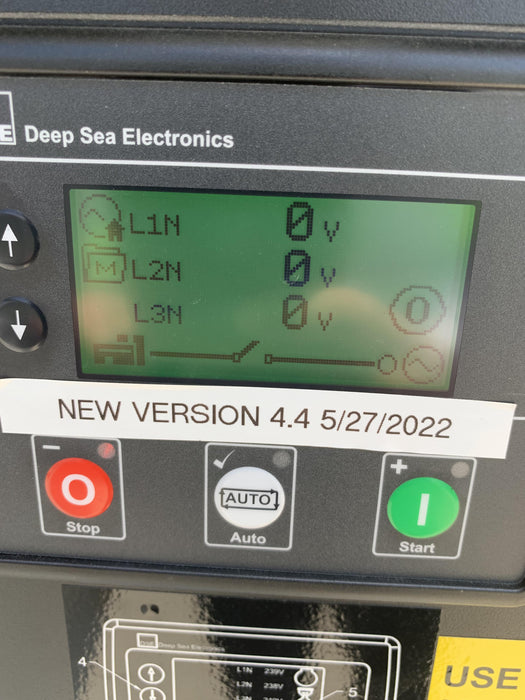 E Deep Sea Electronics
L1N 0 V
M L2N 0 V
L3N 0 V
0
NEW VERSION 4.4 5/27/2022
− ✓ +
O AUTO I
Stop Auto Start
Deep Sea Electronics
L1N 239V
4 L2N 238V
5
USE